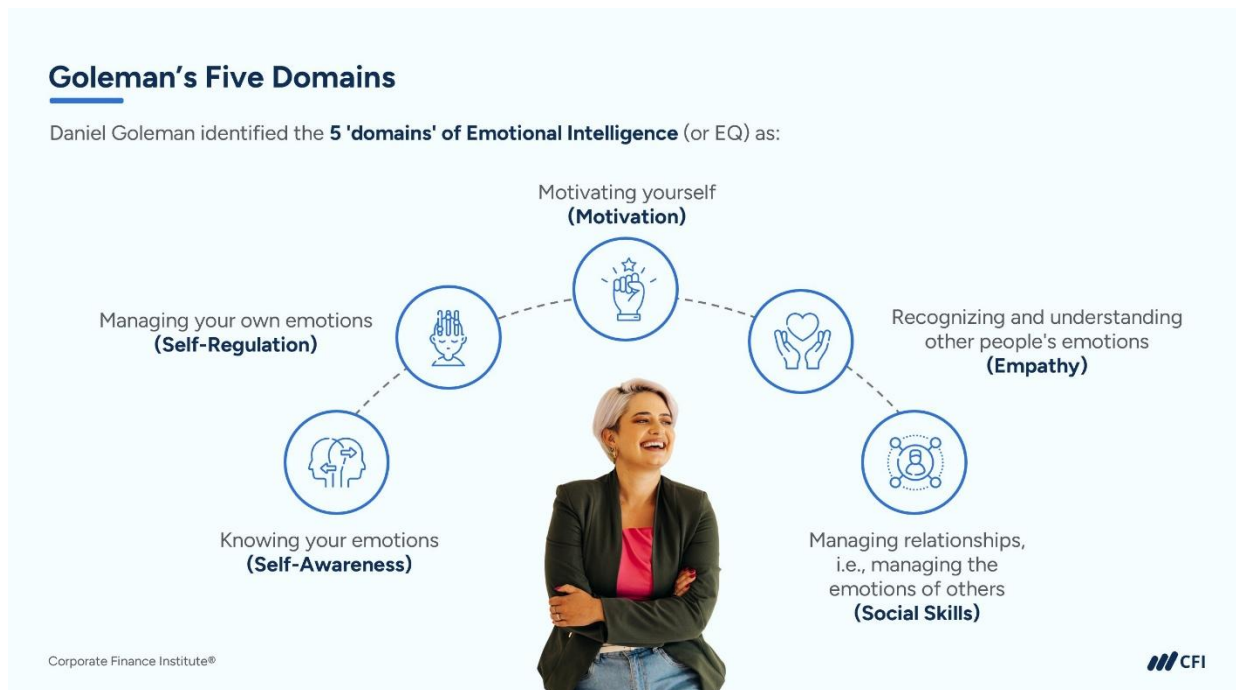 Goleman’s Five Domains
Daniel Goleman identified the 5 'domains' of Emotional Intelligence (or EQ) as:
Motivating yourself
(Motivation)
Managing your own emotions
(Self-Regulation)
Recognizing and understanding
other people's emotions
(Empathy)
Knowing your emotions
(Self-Awareness)
Managing relationships,
i.e., managing the
emotions of others
(Social Skills)
Corporate Finance Institute®
CFI